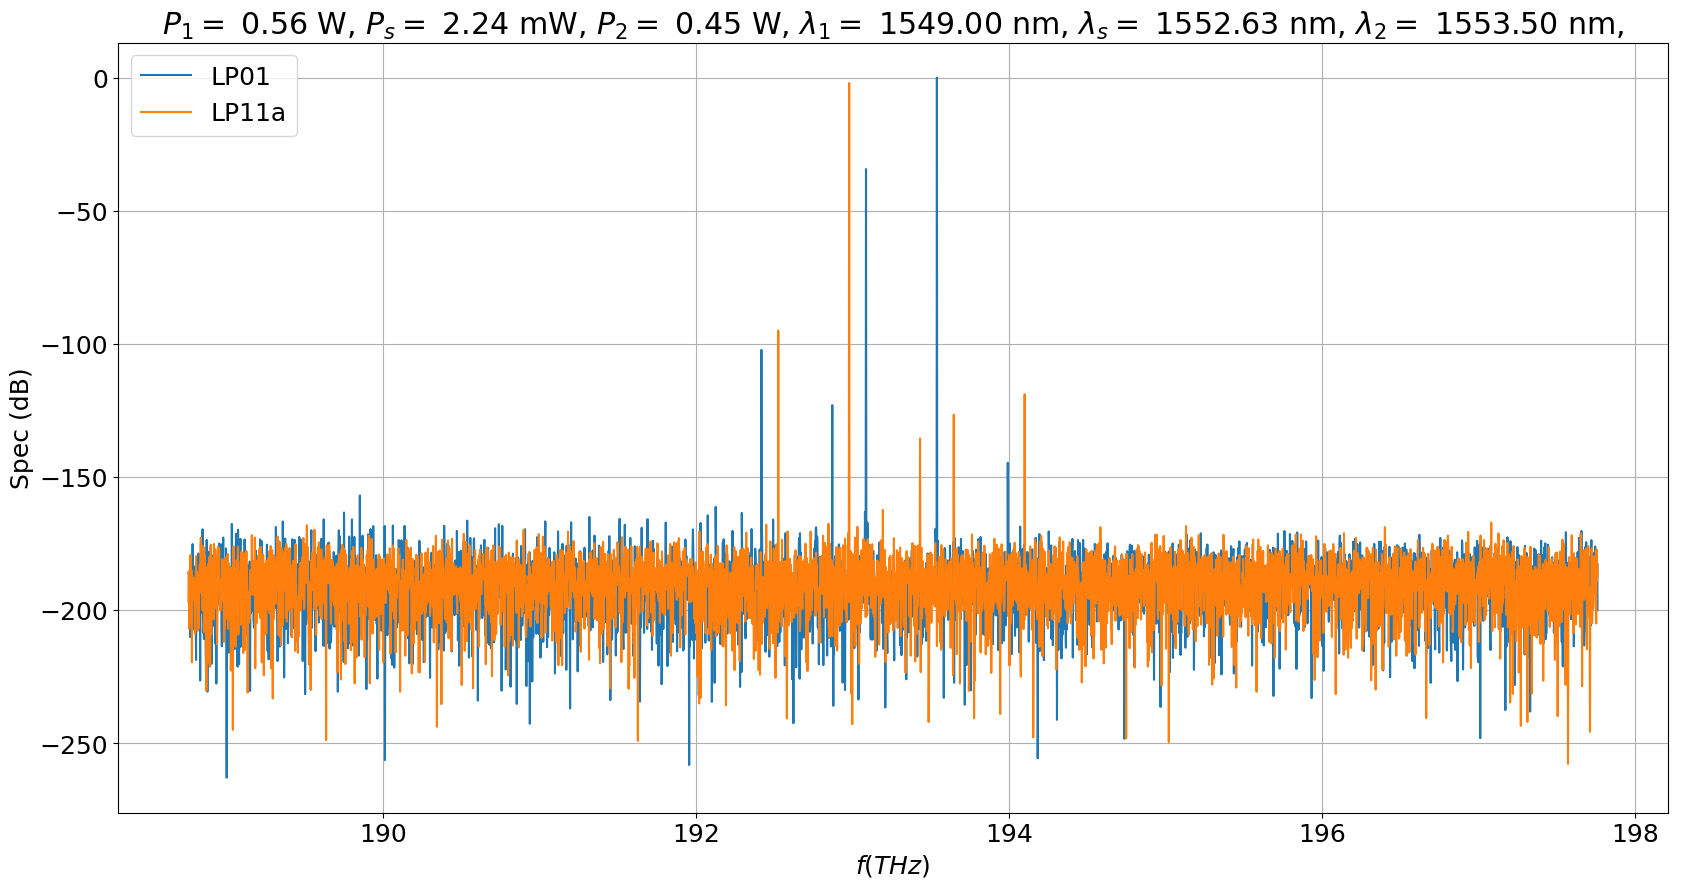 P₁ = 0.56 W, Pₛ = 2.24 mW, P₂ = 0.45 W, λ₁ = 1549.00 nm, λₛ = 1552.63 nm, λ₂ = 1553.50 nm,
LP01
LP11a
0
−50
−100
−150
−200
−250
Spec (dB)
190 192 194 196 198
f(THz)